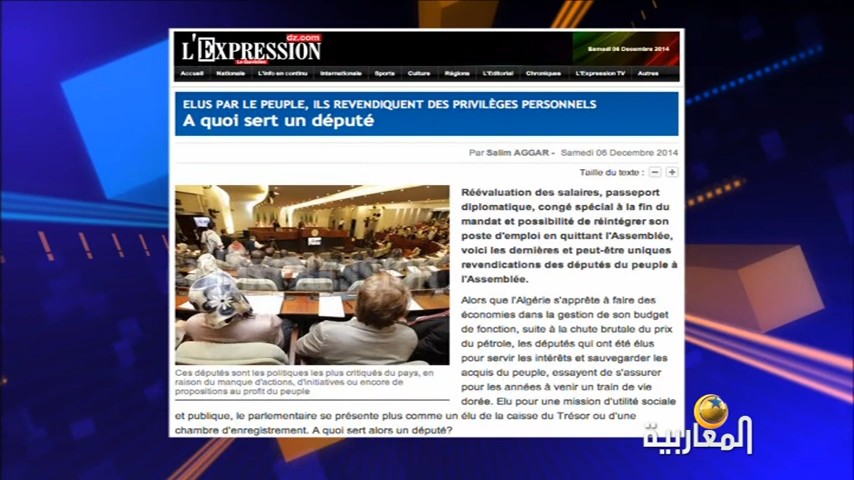 L'EXPRESSION
dz.com
Le Quotidien
Samedi 06 Decembre 2014
Accueil Nationale L'info en continu Internationale Sports Culture Régions L'Editorial Chroniques L'Expression TV Autres
ELUS PAR LE PEUPLE, ILS REVENDIQUENT DES PRIVILÈGES PERSONNELS
A quoi sert un député
Par Salim AGGAR - Samedi 06 Decembre 2014
Taille du texte :
Réévaluation des salaires, passeport
diplomatique, congé spécial à la fin du
mandat et possibilité de réintégrer son
poste d'emploi en quittant l'Assemblée,
voici les dernières et peut-être uniques
revendications des députés du peuple à
l'Assemblée.
Alors que l'Algérie s'apprête à faire des
économies dans la gestion de son budget
de fonction, suite à la chute brutale du prix
du pétrole, les députés qui ont été élus
pour servir les intérêts et sauvegarder les
acquis du peuple, essayent de s'assurer
pour les années à venir un train de vie
dorée. Elu pour une mission d'utilité sociale
et publique, le parlementaire se présente plus comme un élu de la caisse du Trésor ou d'une
chambre d'enregistrement. A quoi sert alors un député?
Ces députés sont les politiques les plus critiqués du pays, en
raison du manque d'actions, d'initiatives ou encore de
propositions au profit du peuple
المغاربية